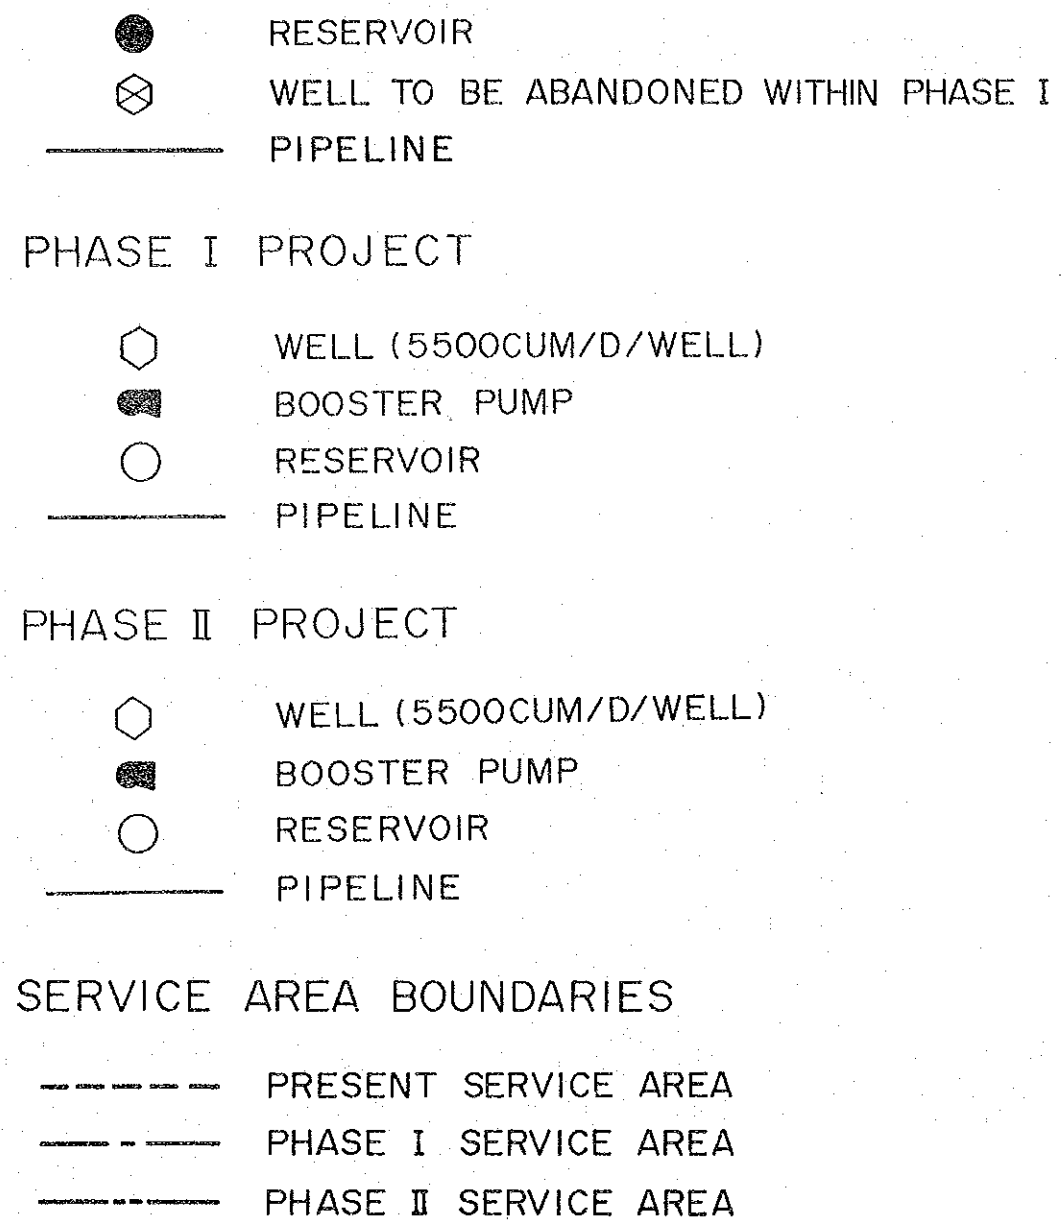 RESERVOIR
WELL TO BE ABANDONED WITHIN PHASE I
PIPELINE
PHASE I PROJECT
WELL (5500CUM/D/WELL)
BOOSTER PUMP
RESERVOIR
PIPELINE
PHASE II PROJECT
WELL (5500CUM/D/WELL)
BOOSTER PUMP
RESERVOIR
PIPELINE
SERVICE AREA BOUNDARIES
PRESENT SERVICE AREA
PHASE I SERVICE AREA
PHASE II SERVICE AREA